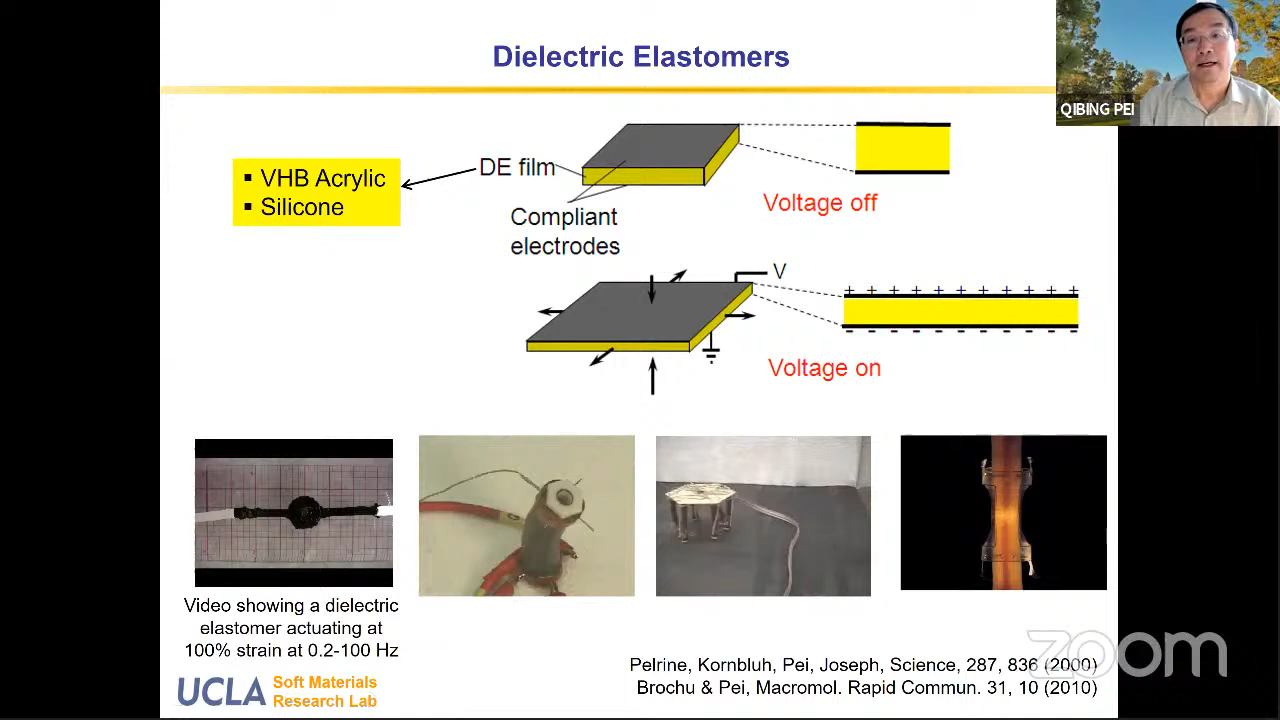 Dielectric Elastomers
QIBING PEI
▪ VHB Acrylic
▪ Silicone
DE film
Compliant
electrodes
Voltage off
V
+ + + + + + + + + + +
- - - - - - - - - - -
Voltage on
Video showing a dielectric
elastomer actuating at
100% strain at 0.2-100 Hz
UCLA Soft Materials
Research Lab
Pelrine, Kornbluh, Pei, Joseph, Science, 287, 836 (2000)
Brochu & Pei, Macromol. Rapid Commun. 31, 10 (2010)
zoom